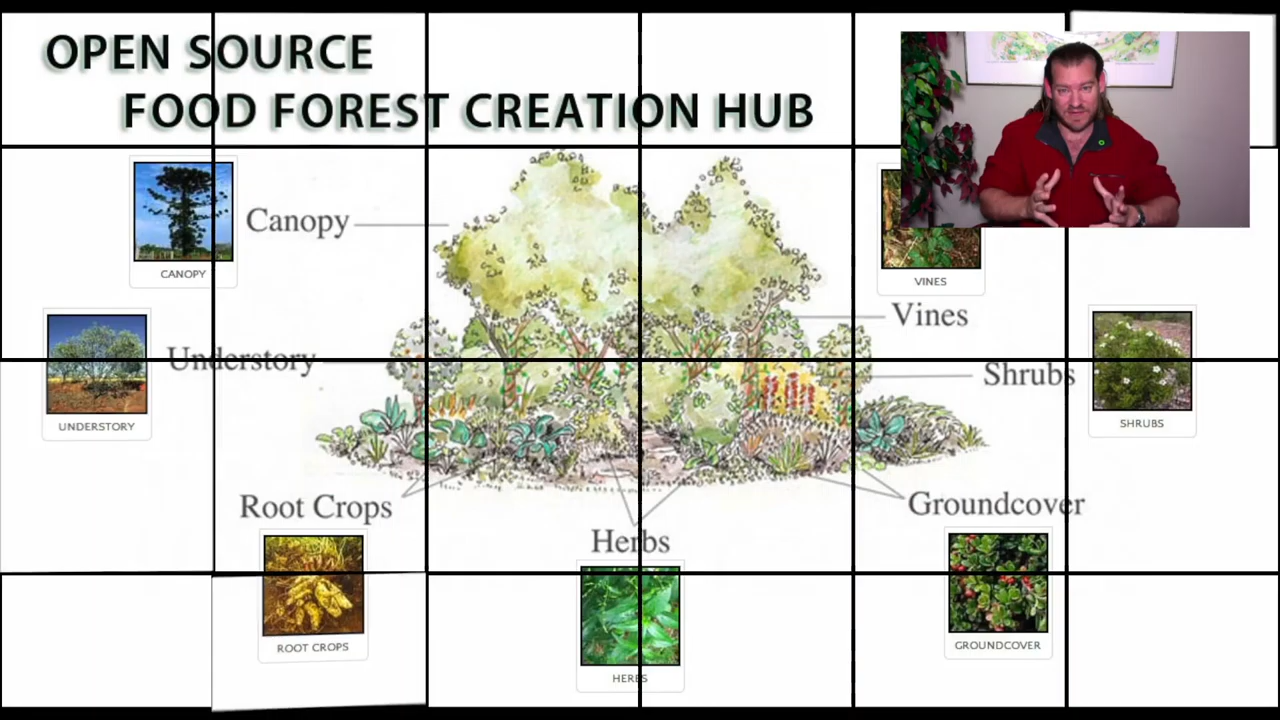 OPEN SOURCE
FOOD FOREST CREATION HUB
Canopy
CANOPY
VINES
Vines
Understory
UNDERSTORY
Shrubs
SHRUBS
Root Crops
Groundcover
Herbs
ROOT CROPS
GROUNDCOVER
HERBS